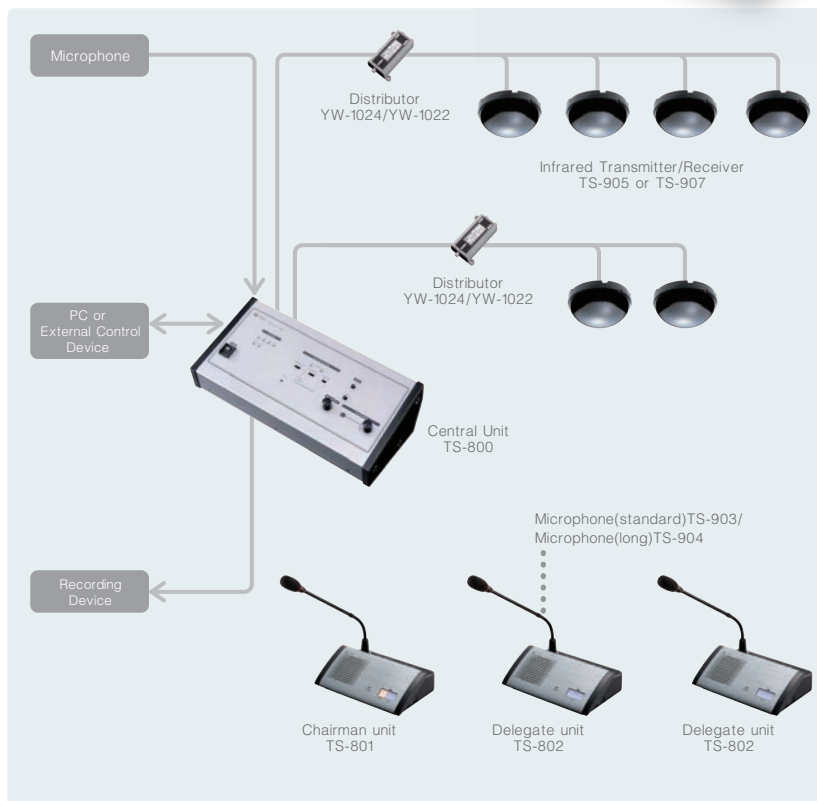 Microphone
Distributor
YW-1024/YW-1022
Infrared Transmitter/Receiver
TS-905 or TS-907
Distributor
YW-1024/YW-1022
PC or
External Control
Device
Central Unit
TS-800
Microphone(standard)TS-903/
Microphone(long)TS-904
Recording
Device
Chairman unit
TS-801
Delegate unit
TS-802
Delegate unit
TS-802